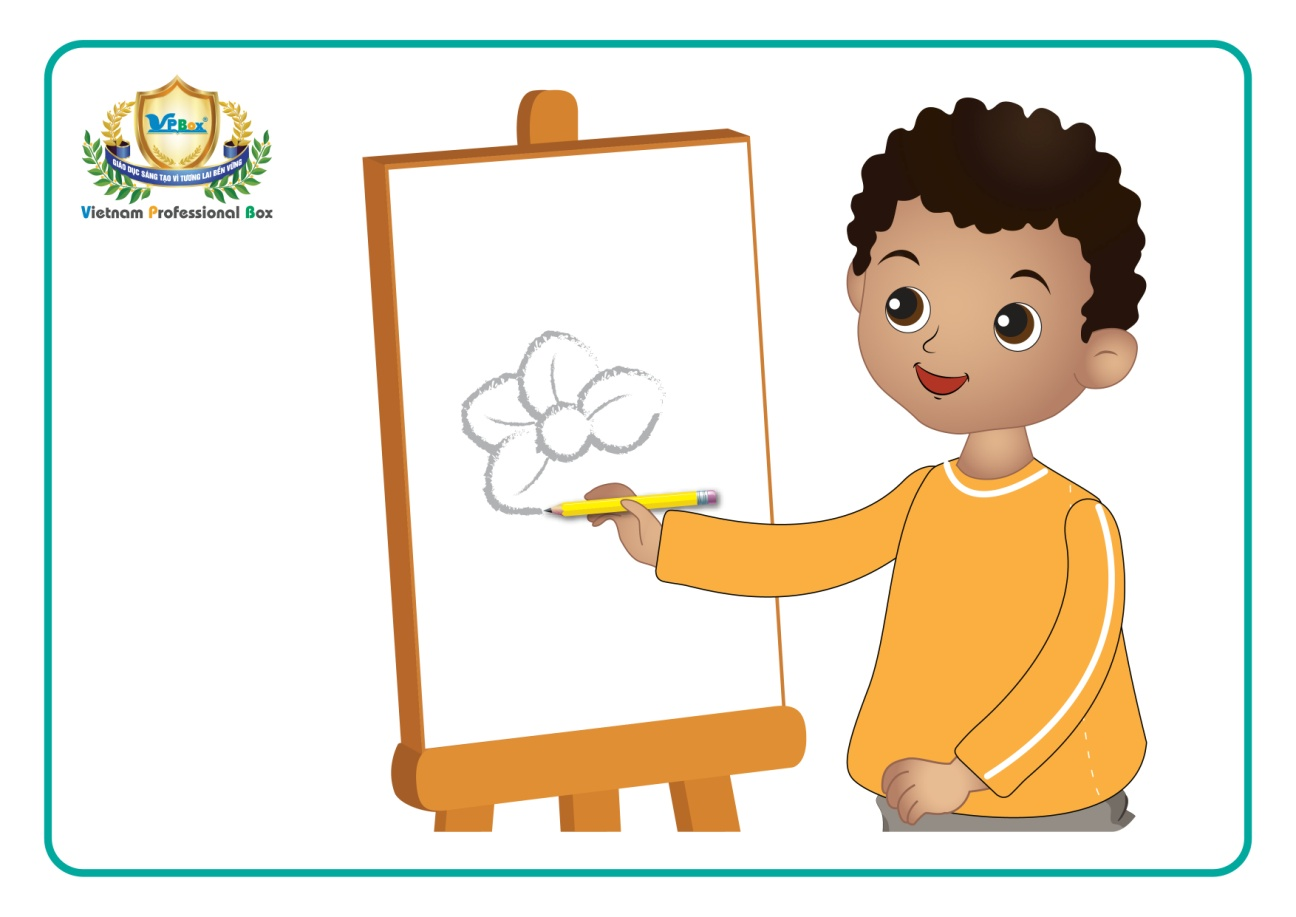 VPBox®
GIÁO DỤC SÁNG TẠO VÌ TƯƠNG LAI BỀN VỮNG
Vietnam Professional Box